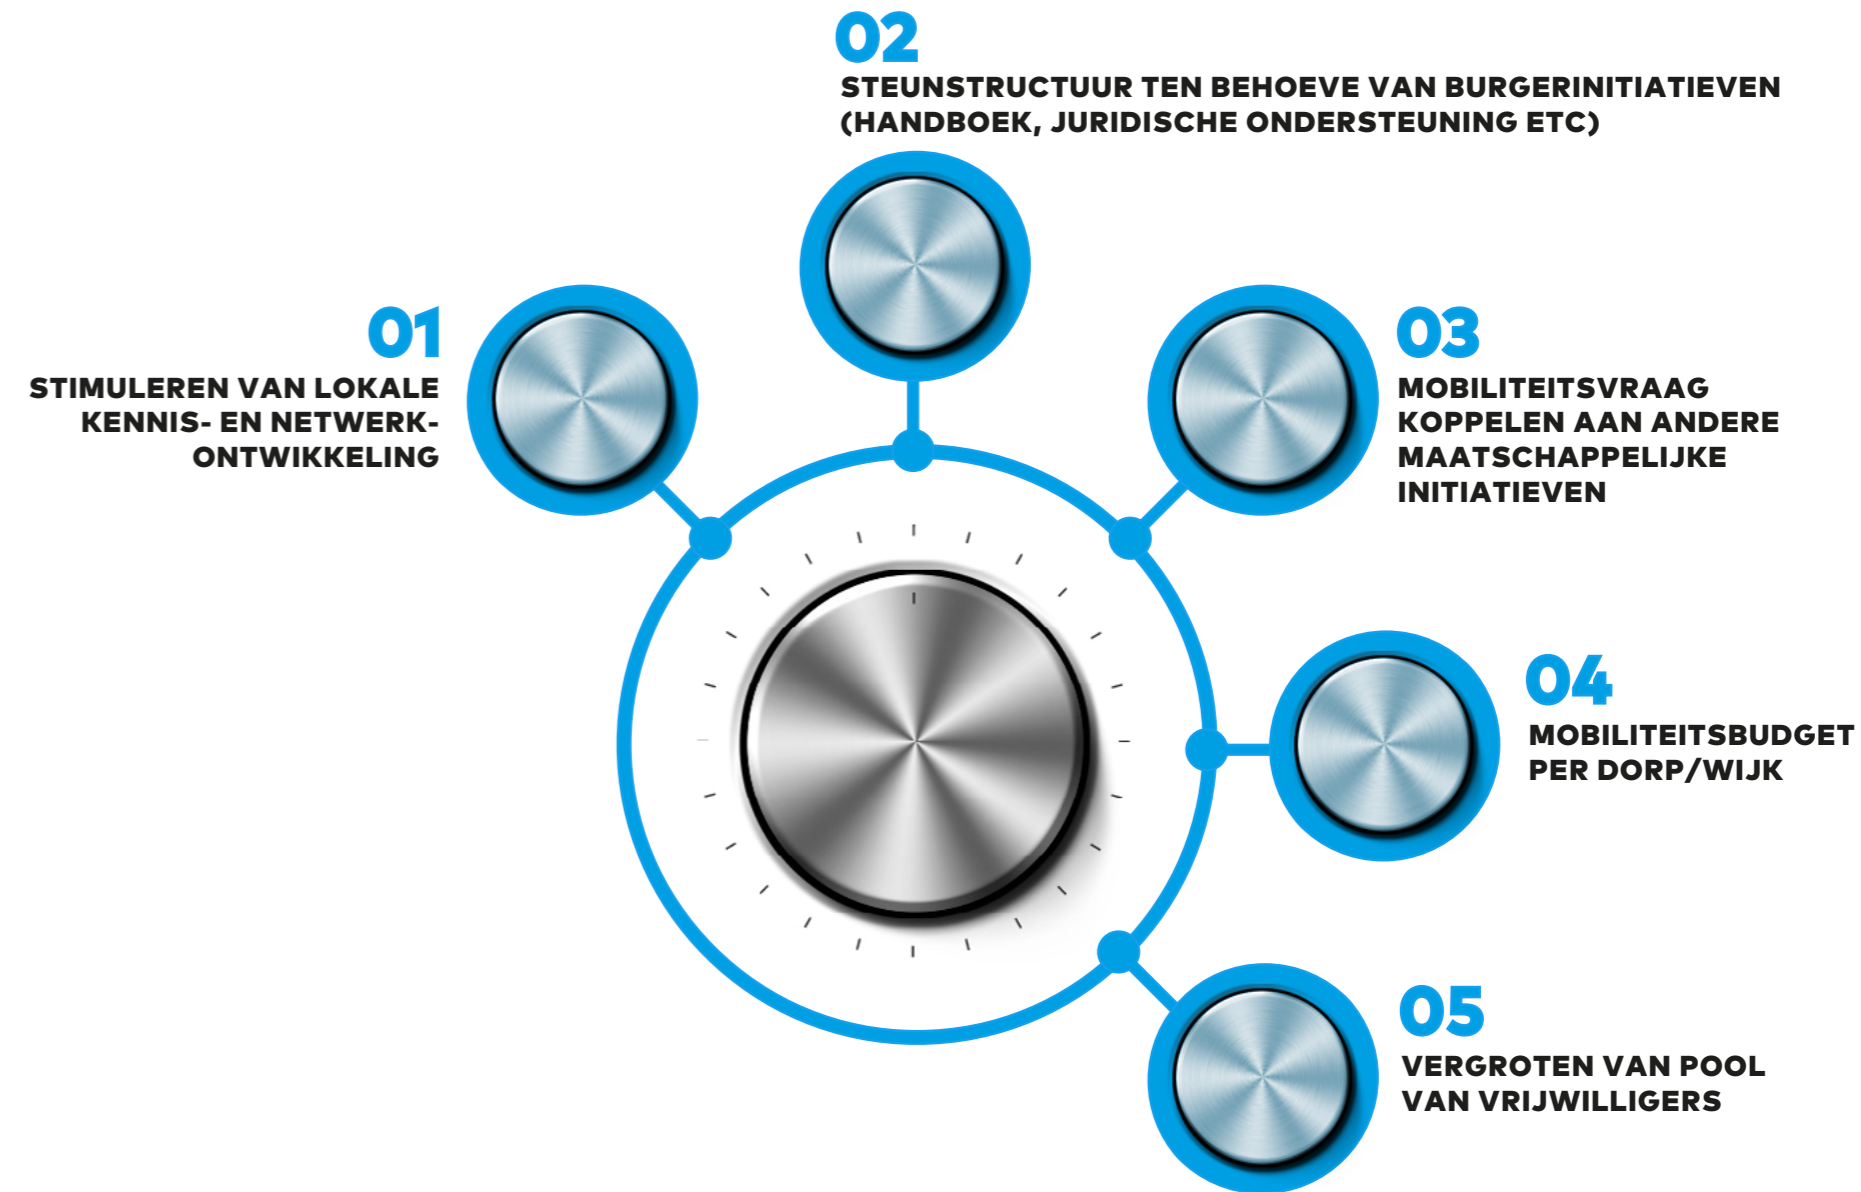 01
STIMULEREN VAN LOKALE
KENNIS- EN NETWERK-
ONTWIKKELING
02
STEUNSTRUCTUUR TEN BEHOEVE VAN BURGERINITIATIEVEN
(HANDBOEK, JURIDISCHE ONDERSTEUNING ETC)
03
MOBILITEITSVRAAG
KOPPELEN AAN ANDERE
MAATSCHAPPELIJKE
INITIATIEVEN
04
MOBILITEITSBUDGET
PER DORP/WIJK
05
VERGROTEN VAN POOL
VAN VRIJWILLIGERS